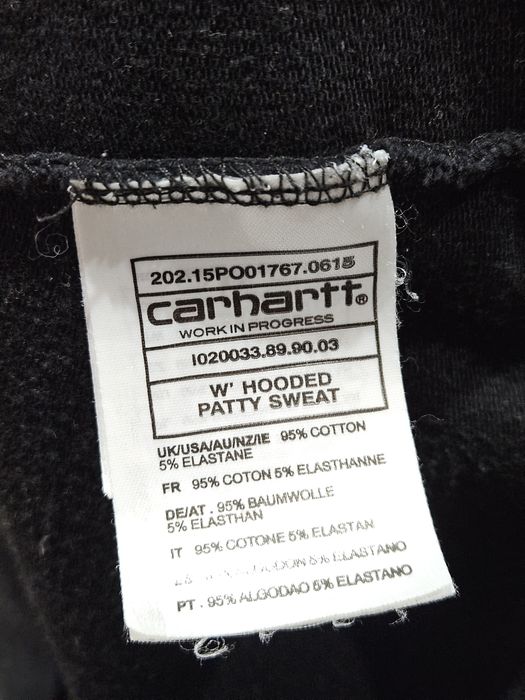 202.15PO01767.0615
carhartt®
WORK IN PROGRESS
I020033.89.90.03
W' HOODED
PATTY SWEAT
UK/USA/AU/NZ/IE 95% COTTON
5% ELASTANE
FR 95% COTON 5% ELASTHANNE
DE/AT . 95% BAUMWOLLE
5% ELASTHAN
IT 95% COTONE 5% ELASTAN
5% ELASTANO
PT . 95% ALGODAO 5% ELASTANO